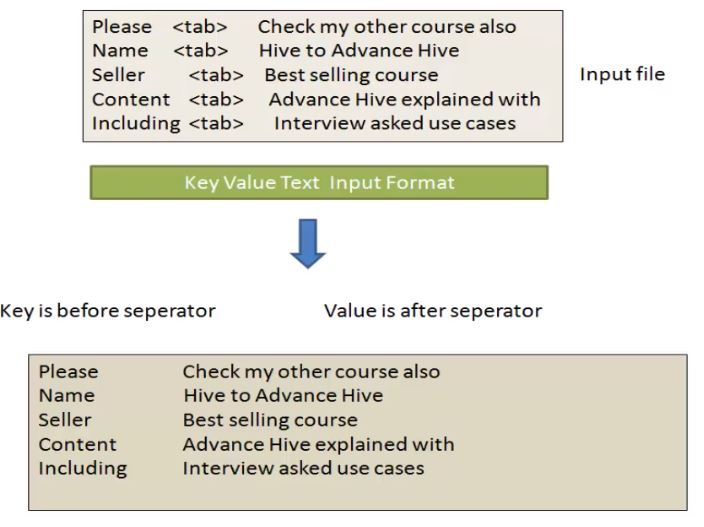 Please <tab> Check my other course also
Name <tab> Hive to Advance Hive
Seller <tab> Best selling course
Content <tab> Advance Hive explained with
Including <tab> Interview asked use cases
Input file
Key Value Text Input Format
Key is before seperator
Value is after seperator
Please Check my other course also
Name Hive to Advance Hive
Seller Best selling course
Content Advance Hive explained with
Including Interview asked use cases